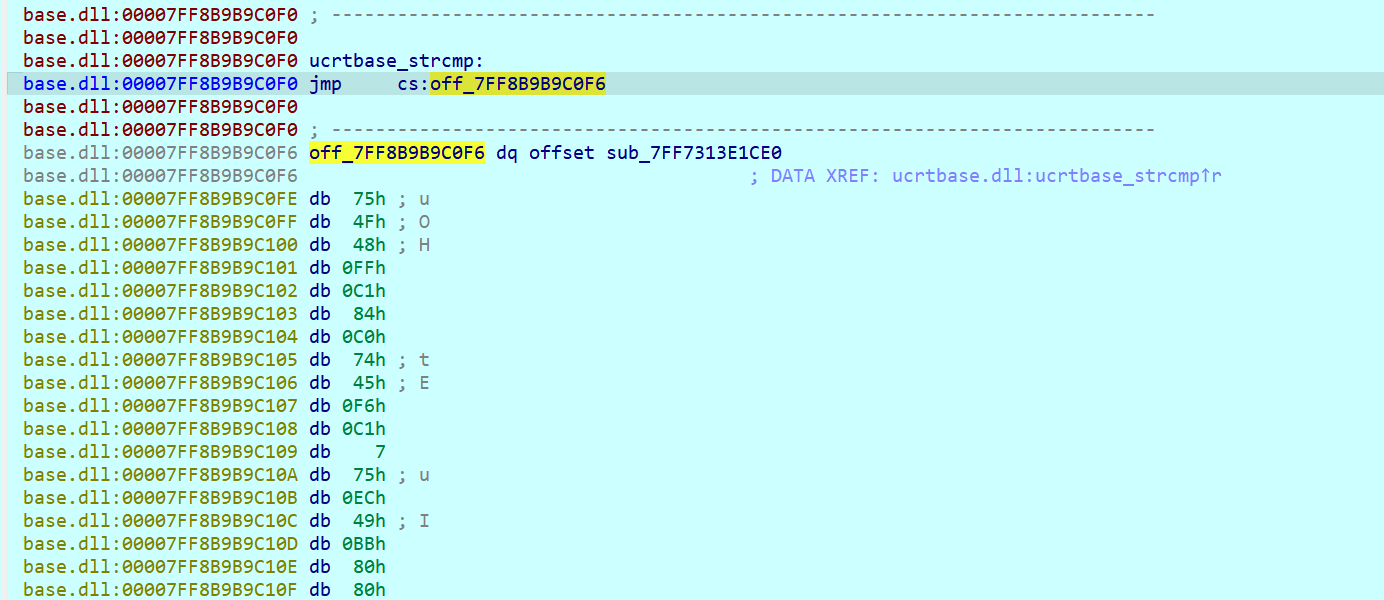 base.dll:00007FF8B9B9C0F0 ; ---------------------------------------------------------------------------
base.dll:00007FF8B9B9C0F0
base.dll:00007FF8B9B9C0F0 ucrtbase_strcmp:
base.dll:00007FF8B9B9C0F0 jmp     cs:off_7FF8B9B9C0F6
base.dll:00007FF8B9B9C0F0
base.dll:00007FF8B9B9C0F0 ; ---------------------------------------------------------------------------
base.dll:00007FF8B9B9C0F6 off_7FF8B9B9C0F6 dq offset sub_7FF7313E1CE0
base.dll:00007FF8B9B9C0F6                                         ; DATA XREF: ucrtbase.dll:ucrtbase_strcmp↑r
base.dll:00007FF8B9B9C0FE db  75h ; u
base.dll:00007FF8B9B9C0FF db  4Fh ; O
base.dll:00007FF8B9B9C100 db  48h ; H
base.dll:00007FF8B9B9C101 db 0FFh
base.dll:00007FF8B9B9C102 db 0C1h
base.dll:00007FF8B9B9C103 db  84h
base.dll:00007FF8B9B9C104 db 0C0h
base.dll:00007FF8B9B9C105 db  74h ; t
base.dll:00007FF8B9B9C106 db  45h ; E
base.dll:00007FF8B9B9C107 db 0F6h
base.dll:00007FF8B9B9C108 db 0C1h
base.dll:00007FF8B9B9C109 db    7
base.dll:00007FF8B9B9C10A db  75h ; u
base.dll:00007FF8B9B9C10B db 0ECh
base.dll:00007FF8B9B9C10C db  49h ; I
base.dll:00007FF8B9B9C10D db 0BBh
base.dll:00007FF8B9B9C10E db  80h
base.dll:00007FF8B9B9C10F db  80h